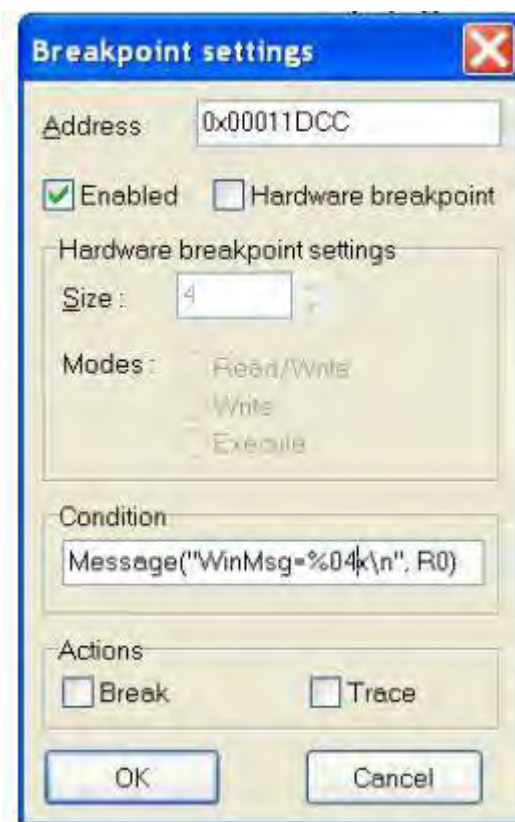 Breakpoint settings
Address 0x00011DCC
Enabled Hardware breakpoint
Hardware breakpoint settings
Size : 4
Modes : Read/Write
Write
Execute
Condition
Message("WinMsg=%04x\n", R0)
Actions
Break Trace
OK Cancel